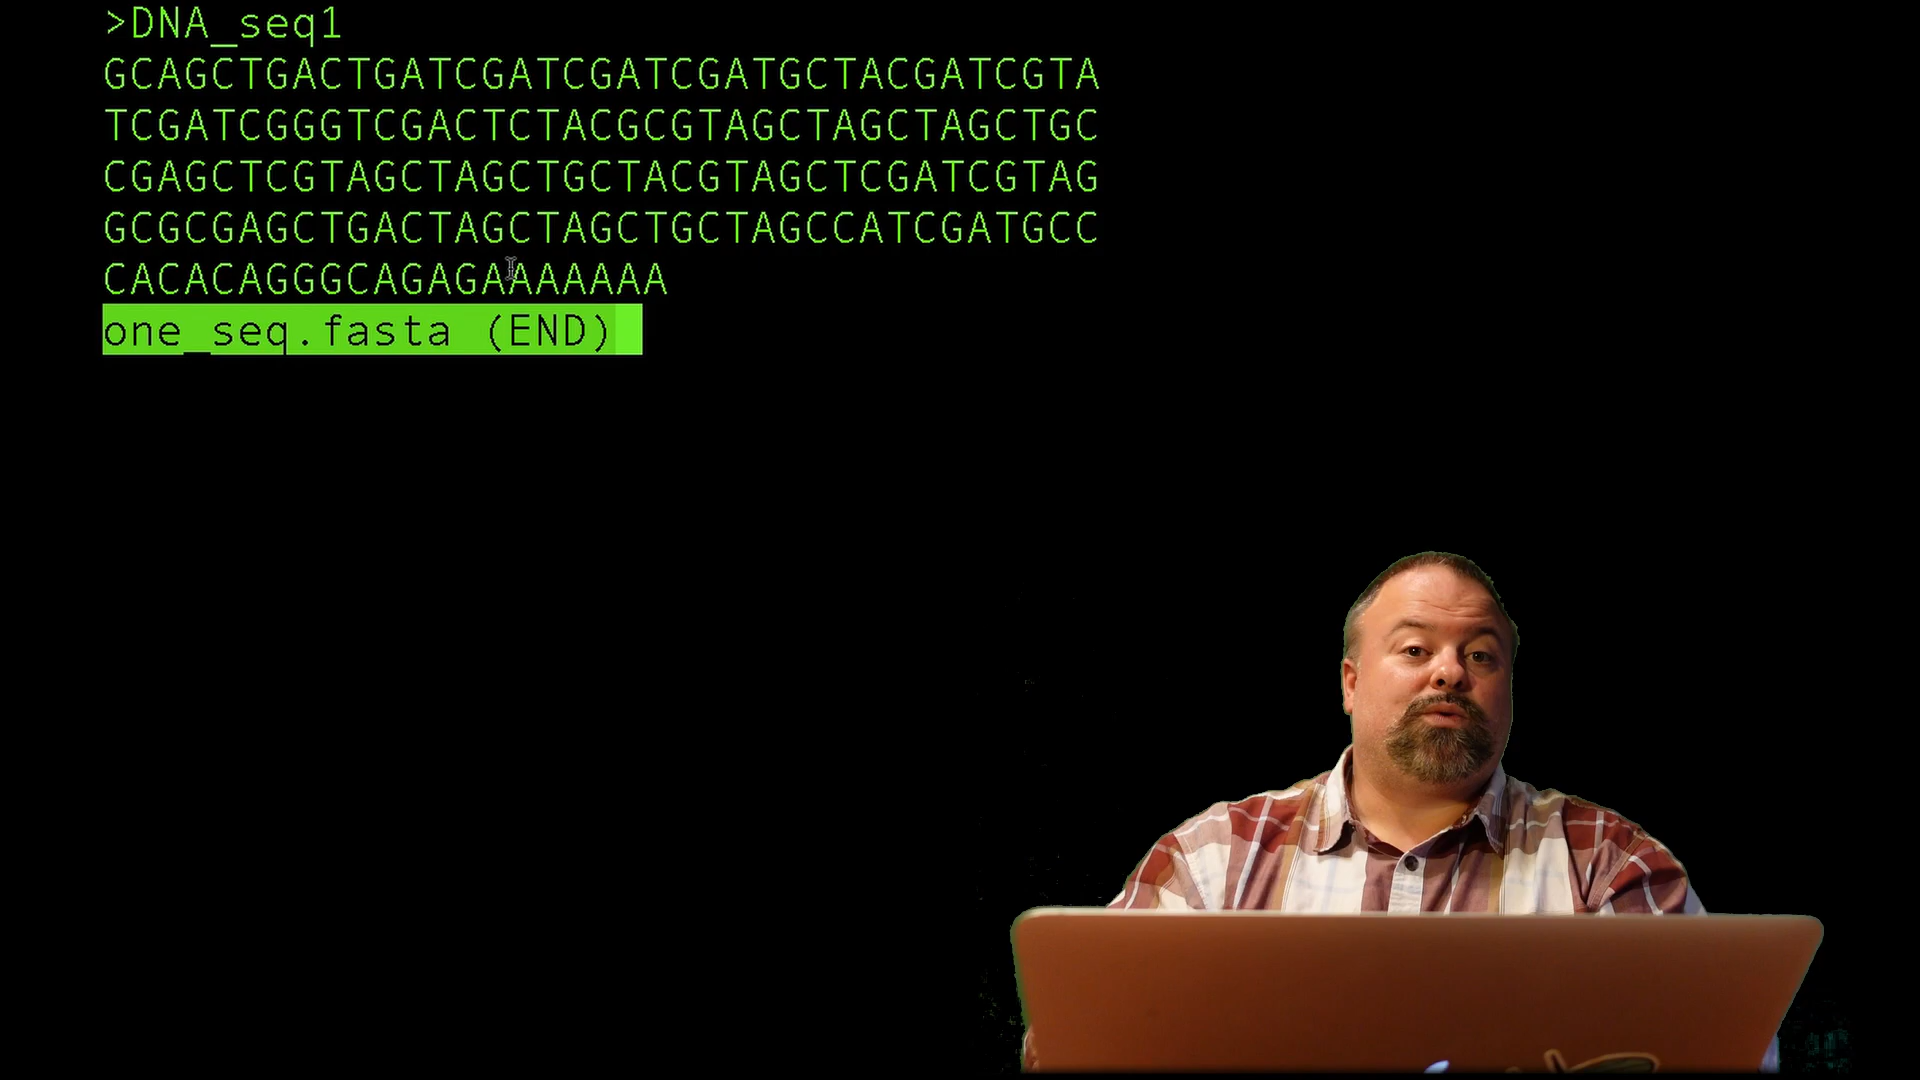 >DNA_seq1
GCAGCTGACTGATCGATCGATCGATGCTACGATCGTA
TCGATCGGGTCGACTCTACGCGTAGCTAGCTAGCTGC
CGAGCTCGTAGCTAGCTGCTACGTAGCTCGATCGTAG
GCGCGAGCTGACTAGCTAGCTGCTAGCCATCGATGCC
CACACAGGGCAGAGAAAAAAA
one_seq.fasta (END)